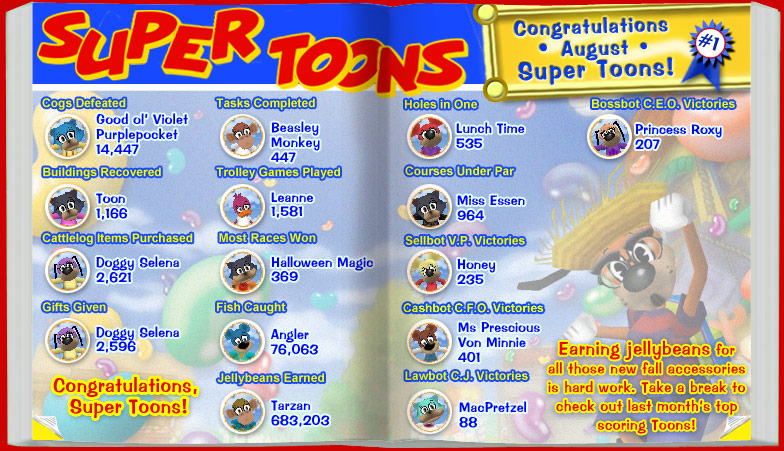 SUPER TOONS
Congratulations
• August •
Super Toons!
#1
Cogs Defeated
Good ol' Violet
Purplepocket
14,447
Buildings Recovered
Toon
1,166
Cattlelog Items Purchased
Doggy Selena
2,621
Gifts Given
Doggy Selena
2,596
Congratulations,
Super Toons!
Tasks Completed
Beasley
Monkey
447
Trolley Games Played
Leanne
1,581
Most Races Won
Halloween Magic
369
Fish Caught
Angler
76,063
Jellybeans Earned
Tarzan
683,203
Holes in One
Lunch Time
535
Courses Under Par
Miss Essen
964
Sellbot V.P. Victories
Honey
235
Cashbot C.F.O. Victories
Ms Prescious
Von Minnie
401
Lawbot C.J. Victories
MacPretzel
88
Bossbot C.E.O. Victories
Princess Roxy
207
Earning jellybeans for
all those new fall accessories
is hard work. Take a break to
check out last month's top
scoring Toons!